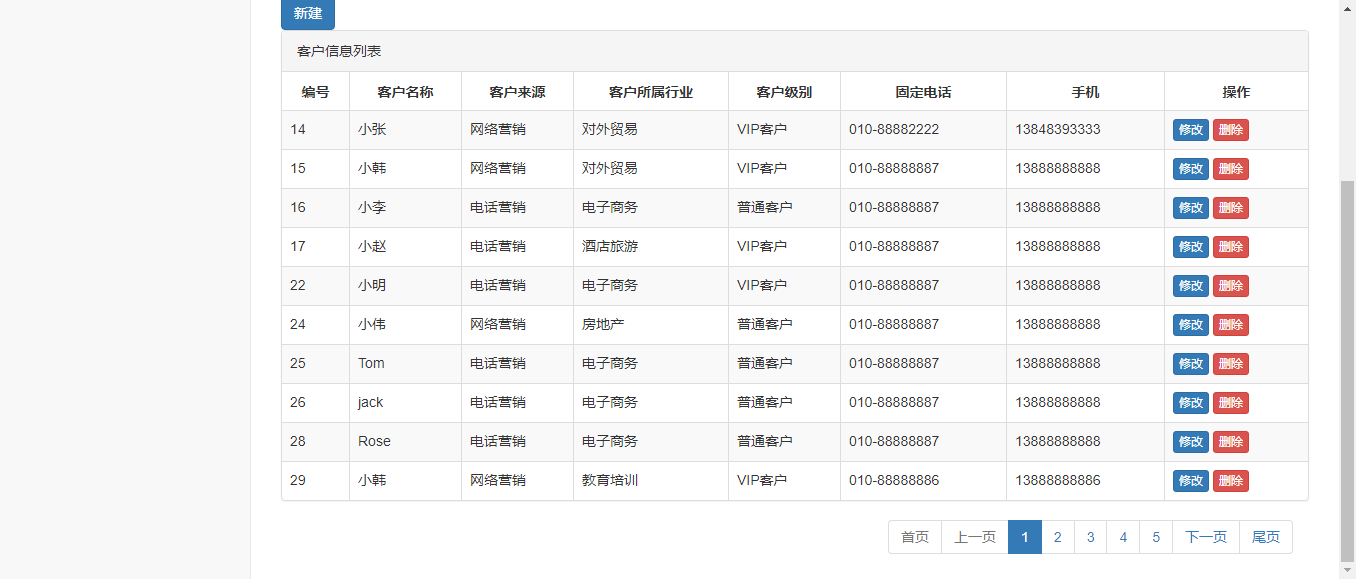 新建
客户信息列表
编号 客户名称 客户来源 客户所属行业 客户级别 固定电话 手机 操作
14 小张 网络营销 对外贸易 VIP客户 010-88882222 13848393333 修改 删除
15 小韩 网络营销 对外贸易 VIP客户 010-88888887 13888888888 修改 删除
16 小李 电话营销 电子商务 普通客户 010-88888887 13888888888 修改 删除
17 小赵 电话营销 酒店旅游 VIP客户 010-88888887 13888888888 修改 删除
22 小明 电话营销 电子商务 VIP客户 010-88888887 13888888888 修改 删除
24 小伟 网络营销 房地产 普通客户 010-88888887 13888888888 修改 删除
25 Tom 电话营销 电子商务 普通客户 010-88888887 13888888888 修改 删除
26 jack 电话营销 电子商务 普通客户 010-88888887 13888888888 修改 删除
28 Rose 电话营销 电子商务 普通客户 010-88888887 13888888888 修改 删除
29 小韩 网络营销 教育培训 VIP客户 010-88888886 13888888886 修改 删除
首页 上一页 1 2 3 4 5 下一页 尾页